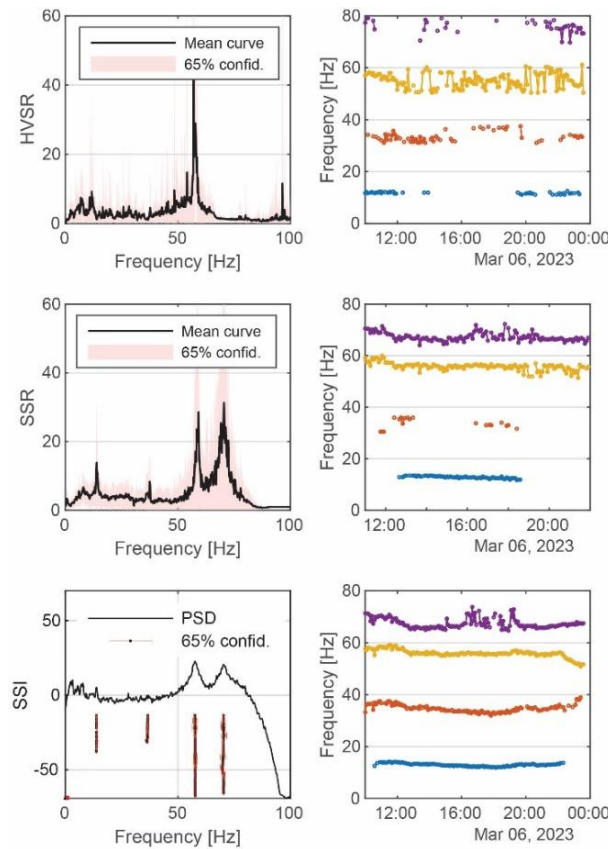 60
40
20
0
HVSR
Mean curve
65% confid.
0
50
100
Frequency [Hz]
80
60
40
20
0
Frequency [Hz]
12:00
16:00
20:00
00:00
Mar 06, 2023
60
40
20
0
SSR
Mean curve
65% confid.
0
50
100
Frequency [Hz]
80
60
40
20
0
Frequency [Hz]
12:00
16:00
20:00
Mar 06, 2023
50
0
-50
SSI
PSD
65% confid.
0
50
100
Frequency [Hz]
80
60
40
20
0
Frequency [Hz]
12:00
16:00
20:00
00:00
Mar 06, 2023